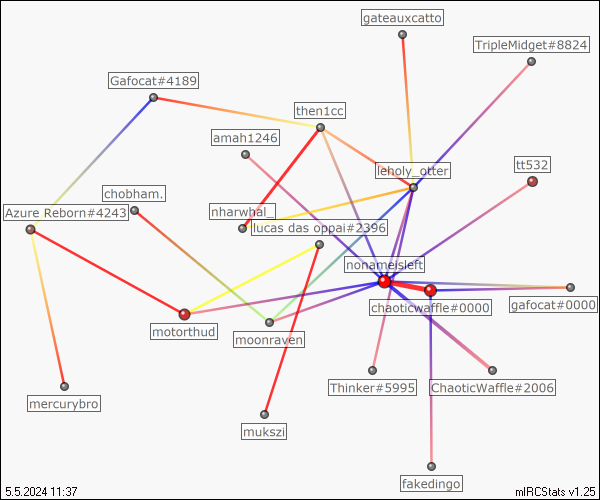 gateauxcatto
TripleMidget#8824
Gafocat#4189
then1cc
amah1246
leholy_otter
tt532
chobham.
Azure Reborn#4243
nharwhal_
lucas das oppai#2396
nonameisleft
chaoticwaffle#0000
gafocat#0000
motorthud
moonraven
Thinker#5995
ChaoticWaffle#2006
mercurybro
mukszi
fakedingo
5.5.2024 11:37
mIRCStats v1.25